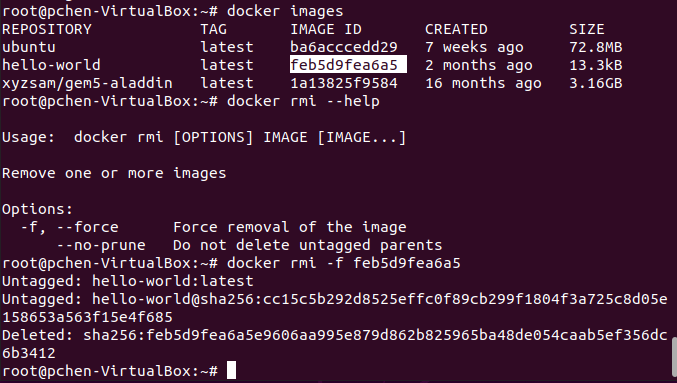 root@pchen-VirtualBox:~# docker images
REPOSITORY TAG IMAGE ID CREATED SIZE
ubuntu latest ba6acccedd29 7 weeks ago 72.8MB
hello-world latest feb5d9fea6a5 2 months ago 13.3kB
xyzsam/gem5-aladdin latest 1a13825f9584 16 months ago 3.16GB
root@pchen-VirtualBox:~# docker rmi --help
Usage: docker rmi [OPTIONS] IMAGE [IMAGE...]
Remove one or more images
Options:
-f, --force Force removal of the image
--no-prune Do not delete untagged parents
root@pchen-VirtualBox:~# docker rmi -f feb5d9fea6a5
Untagged: hello-world:latest
Untagged: hello-world@sha256:cc15c5b292d8525effc0f89cb299f1804f3a725c8d05e
158653a563f15e4f685
Deleted: sha256:feb5d9fea6a5e9606aa995e879d862b825965ba48de054caab5ef356dc
6b3412
root@pchen-VirtualBox:~#